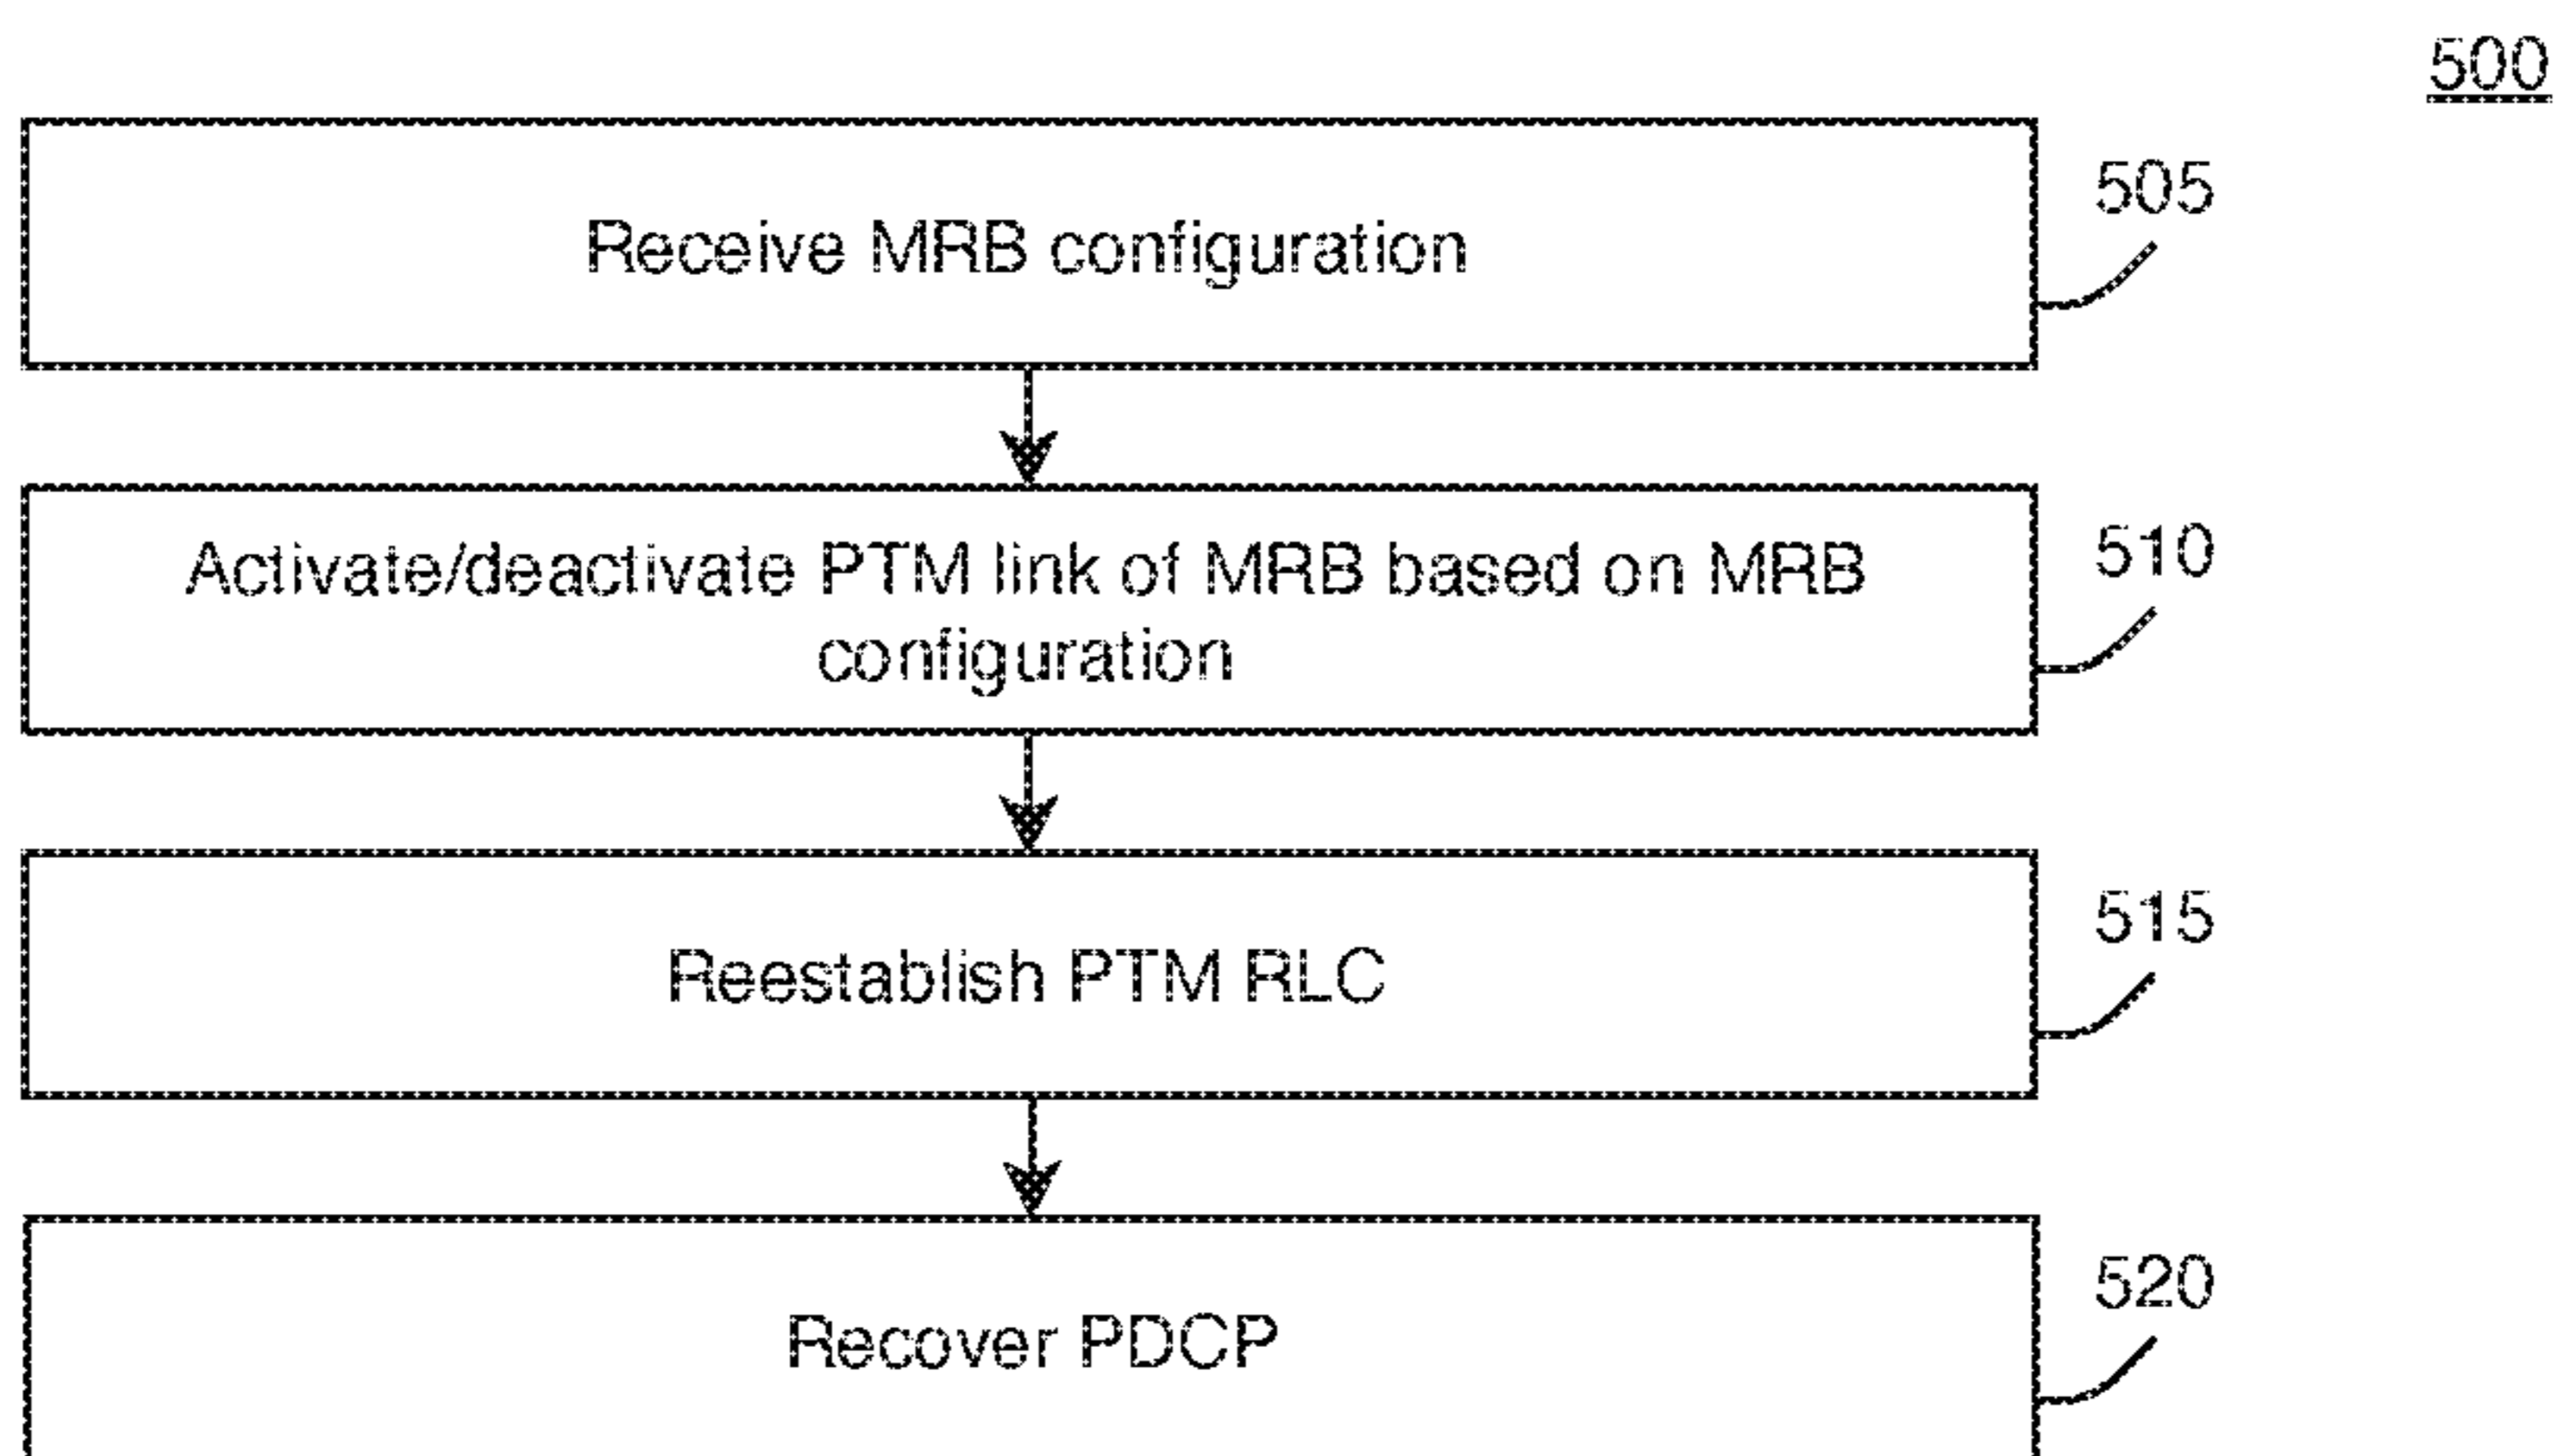 500
505
Receive MRB configuration
510
Activate/deactivate PTM link of MRB based on MRB
configuration
515
Reestablish PTM RLC
520
Recover PDCP